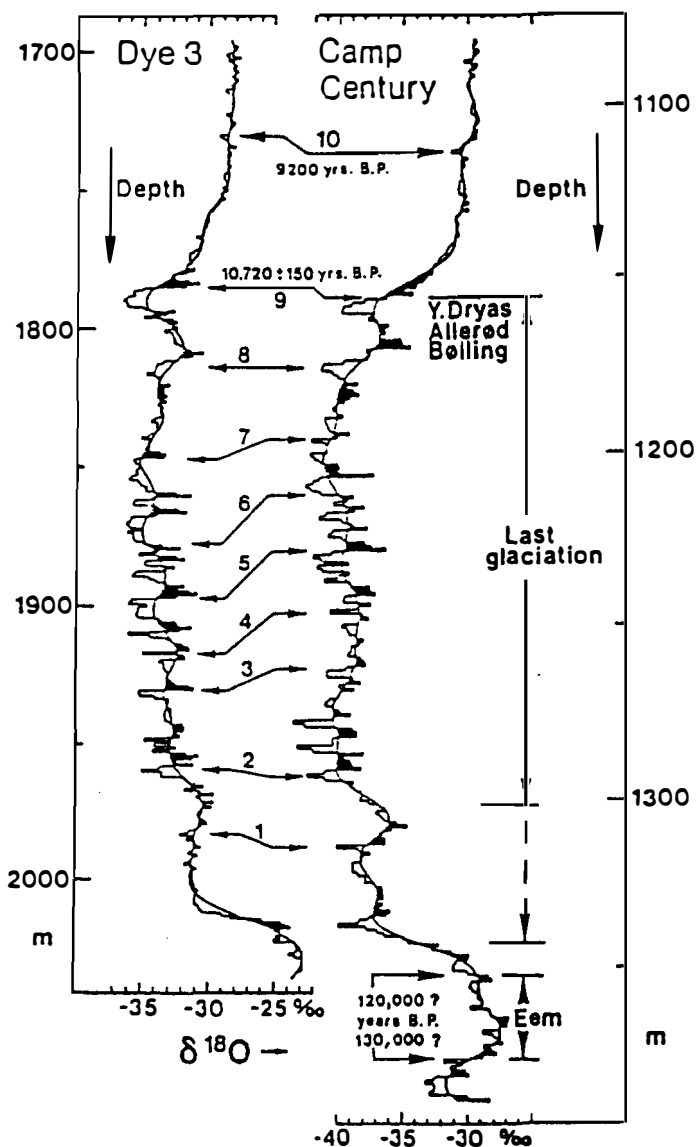 1700
Dye 3
Camp
Century
1100
10
9200 yrs. B.P.
Depth
Depth
10,720 ± 150 yrs. B.P.
9
Y. Dryas
Allerød
Bølling
1800
8
7
1200
6
Last
glaciation
5
1900
4
3
2
1300
1
2000
m
-35 -30 -25 ‰
120,000 ?
years B.P.
130,000 ?
Eem
m
δ 18O →
-40 -35 -30 ‰